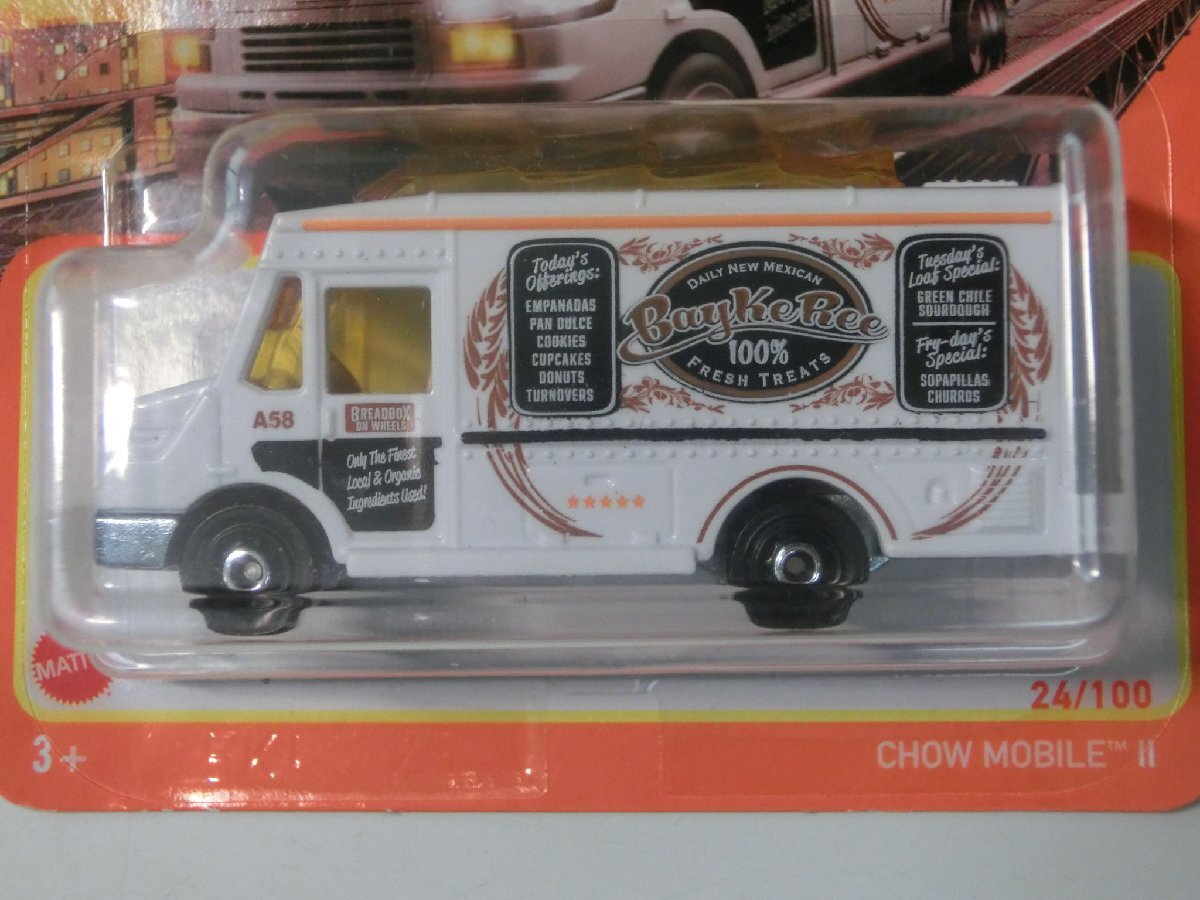 Today's
Offerings:
EMPANADAS
PAN DULCE
COOKIES
CUPCAKES
DONUTS
TURNOVERS
DAILY NEW MEXICAN
BayKeRee
100%
FRESH TREATS
Tuesday's
Loaf Special:
GREEN CHILE
SOURDOUGH
Fry-day's
Special:
SOPAPILLAS
CHURROS
A58
BREADBOX
ON WHEELS
Only The Finest
Local & Organic
Ingredients Used!
MATT
24/100
3+
CHOW MOBILE™ II